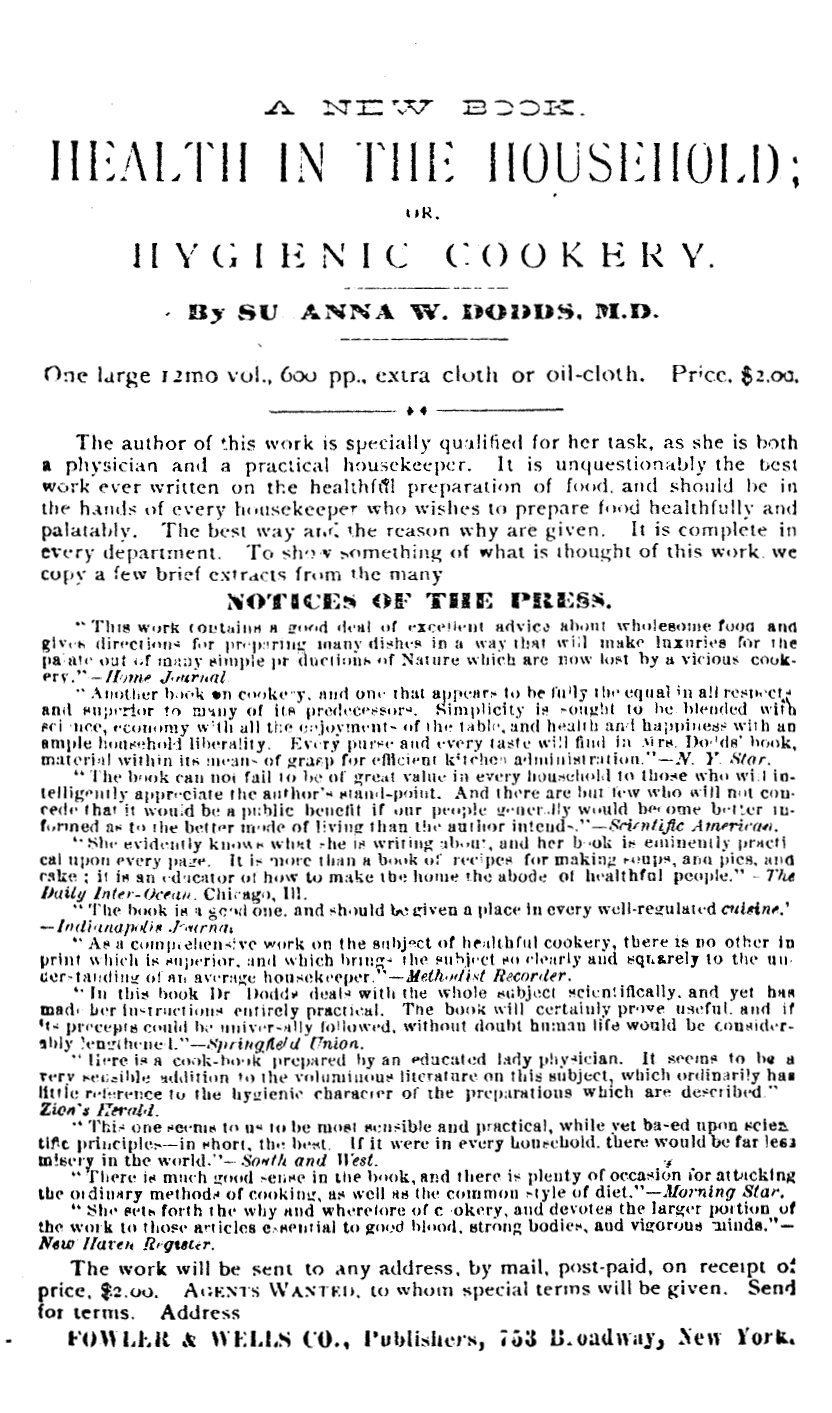 A NEW BOOK.
HEALTH IN THE HOUSEHOLD;
OR,
HYGIENIC COOKERY.
By SUSANNA W. DODDS, M.D.
One large 12mo vol., 600 pp., extra cloth or oil-cloth. Price, $2.00.
The author of this work is specially qualified for her task, as she is both
a physician and a practical housekeeper. It is unquestionably the best
work ever written on the healthful preparation of food, and should be in
the hands of every housekeeper who wishes to prepare food healthfully and
palatably. The best way and the reason why are given. It is complete in
every department. To show something of what is thought of this work, we
copy a few brief extracts from the many
NOTICES OF THE PRESS.
"This work contains a good deal of excellent advice about wholesome food and
gives directions for preparing many dishes in a way that will make luxuries for the
palate out of many simple productions of Nature which are now lost by a vicious cook-
ery."—Home Journal
"Another book on cookery, and one that appears to be fully the equal in all respects
and superior to many of its predecessors. Simplicity is sought to be blended with
science, economy with all the enjoyments of the table, and health and happiness with an
ample household liberality. Every purse and every taste will find in Mrs. Dodds' book,
material within its means of grasp for efficient kitchen administration."—N. Y. Star.
"The book can not fail to be of great value in every household to those who will in-
telligently appreciate the author's stand-point. And there are but few who will not con-
cede that it would be a public benefit if our people generally would become better in-
formed as to the better mode of living than the author intends."—Scientific American.
"She evidently knows what she is writing about, and her book is eminently practi
cal upon every page. It is more than a book of recipes for making soups, and pies, and
cake; it is an educator of how to make the home the abode of healthful people."—The
Daily Inter-Ocean, Chicago, Ill.
"The book is a good one, and should be given a place in every well-regulated cuisine."
—Indianapolis Journal
"As a comprehensive work on the subject of healthful cookery, there is no other in
print which is superior, and which brings the subject so clearly and squarely to the un-
derstanding of an average housekeeper."—Methodist Recorder.
"In this book Dr Dodds deals with the whole subject scientifically, and yet has
made her instructions entirely practical. The book will certainly prove useful, and if
its precepts could be universally followed, without doubt human life would be consider-
ably lengthened."—Springfield Union.
"Here is a cook-book prepared by an educated lady physician. It seems to be a
very sensible addition to the voluminous literature on this subject, which ordinarily has
little reference to the hygienic character of the preparations which are described."
Zion's Herald.
"This one seems to us to be most sensible and practical, while yet based upon scien
tific principles—in short, the best. If it were in every household, there would be far less
misery in the world."—South and West.
"There is much good sense in the book, and there is plenty of occasion for attacking
the ordinary methods of cooking, as well as the common style of diet."—Morning Star.
"She sets forth the why and wherefore of cookery, and devotes the larger portion of
the work to those articles essential to good blood, strong bodies, and vigorous minds."—
New Haven Register.
The work will be sent to any address, by mail, post-paid, on receipt of
price, $2.00. AGENTS WANTED, to whom special terms will be given. Send
for terms. Address
FOWLER & WELLS CO., Publishers, 753 Broadway, New York.